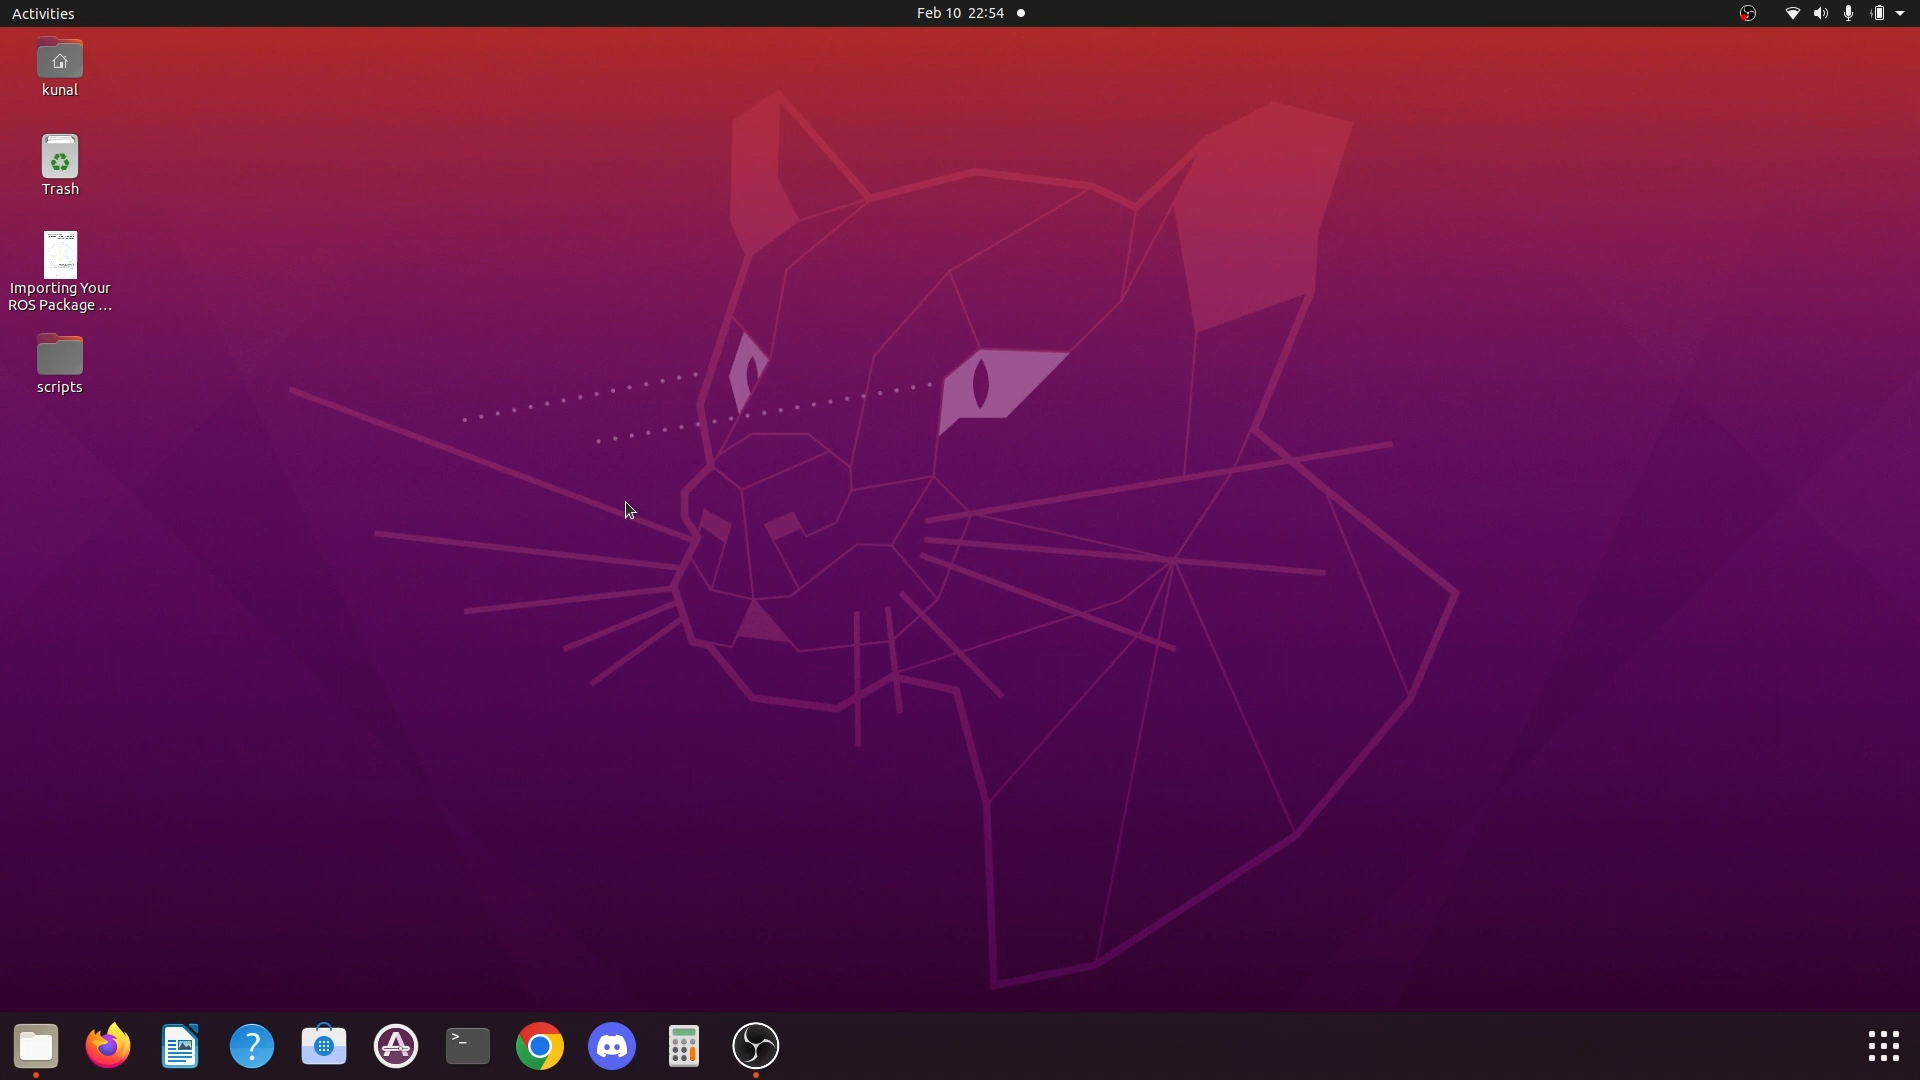 Activities
Feb 10 22:54
kunal
Trash
Importing Your
ROS Package ...
scripts
?
>_